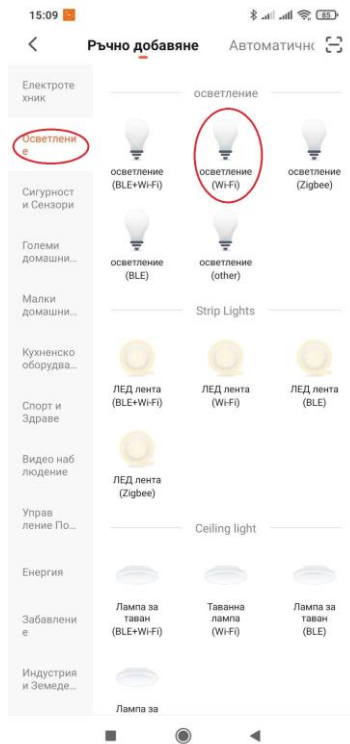 15:09
85
Ръчно добавяне
Автоматичн
Електроте
хник
Осветлени
е
Сигурност
и Сензори
Големи
домашни...
Малки
домашни...
Кухненско
оборудва...
Спорт и
Здраве
Видео наб
людение
Управ
ление По...
Енергия
Забавлени
е
Индустрия
и Земеде...
осветление
осветление
(BLE+Wi-Fi)
осветление
(Wi-Fi)
осветление
(Zigbee)
осветление
(BLE)
осветление
(other)
Strip Lights
ЛЕД лента
(BLE+Wi-Fi)
ЛЕД лента
(Wi-Fi)
ЛЕД лента
(BLE)
ЛЕД лента
(Zigbee)
Ceiling light
Лампа за
таван
(BLE+Wi-Fi)
Таванна
лампа
(Wi-Fi)
Лампа за
таван
(BLE)
Лампа за